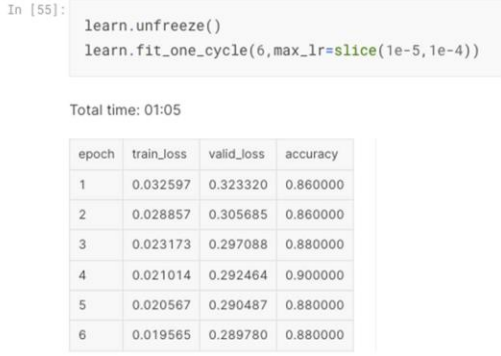 In [55]:
learn.unfreeze()
learn.fit_one_cycle(6,max_lr=slice(1e-5,1e-4))
Total time: 01:05
epoch train_loss valid_loss accuracy
1 0.032597 0.323320 0.860000
2 0.028857 0.305685 0.860000
3 0.023173 0.297088 0.880000
4 0.021014 0.292464 0.900000
5 0.020567 0.290487 0.880000
6 0.019565 0.289780 0.880000